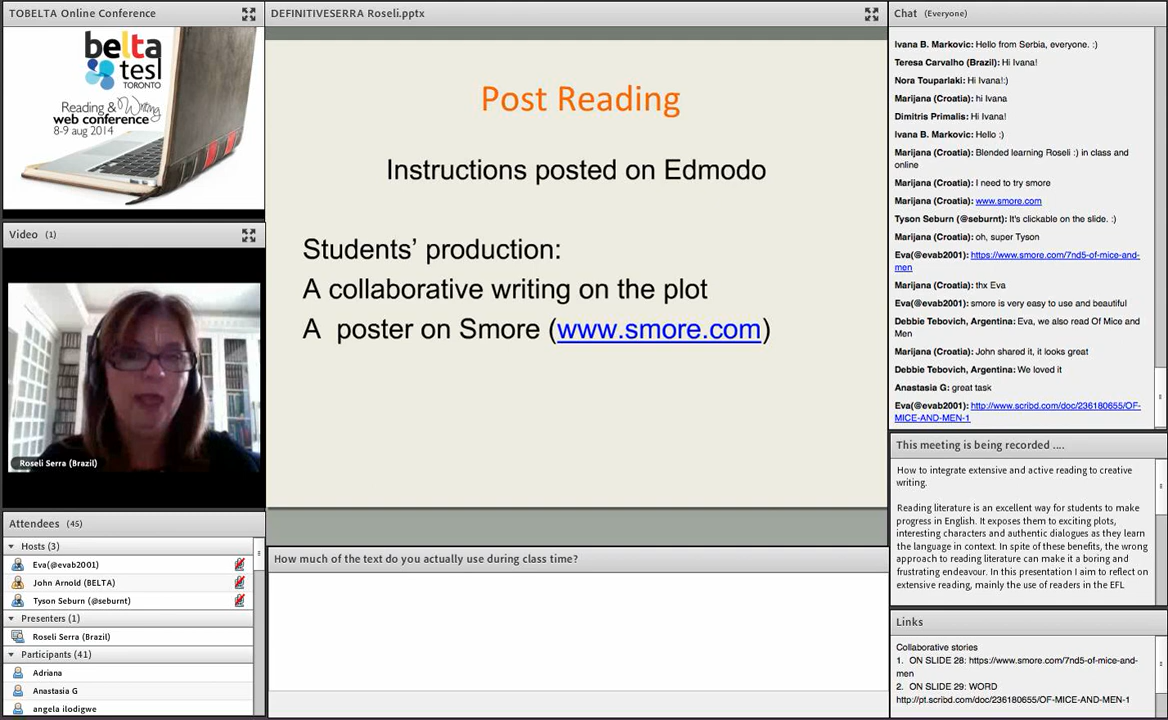 TOBELTA Online Conference
belta
tesl
TORONTO
Reading & Writing
web conference
8-9 aug 2014
Video (1)
Roseli Serra (Brazil)
Attendees (45)
Hosts (3)
Eva(@evab2001)
John Arnold (BELTA)
Tyson Seburn (@seburnt)
Presenters (1)
Roseli Serra (Brazil)
Participants (41)
Adriana
Anastasia G
angela ilodigwe
DEFINITIVESERRA Roseli.pptx
Post Reading
Instructions posted on Edmodo
Students' production:
A collaborative writing on the plot
A poster on Smore (www.smore.com)
How much of the text do you actually use during class time?
Chat (Everyone)
Ivana B. Markovic: Hello from Serbia, everyone. :)
Teresa Carvalho (Brazil): Hi Ivana!
Nora Touparlaki: Hi Ivana!:)
Marijana (Croatia): hi Ivana
Dimitris Primalis: Hi Ivana!
Ivana B. Markovic: Hello :)
Marijana (Croatia): Blended learning Roseli :) in class and
online
Marijana (Croatia): I need to try smore
Marijana (Croatia): www.smore.com
Tyson Seburn (@seburnt): It's clickable on the slide. :)
Marijana (Croatia): oh, super Tyson
Eva(@evab2001): https://www.smore.com/7nd5-of-mice-and-
men
Marijana (Croatia): thx Eva
Eva(@evab2001): smore is very easy to use and beautiful
Debbie Tebovich, Argentina: Eva, we also read Of Mice and
Men
Marijana (Croatia): John shared it, it looks great
Debbie Tebovich, Argentina: We loved it
Anastasia G: great task
Eva(@evab2001): http://www.scribd.com/doc/236180655/OF-
MICE-AND-MEN-1
This meeting is being recorded ....
How to integrate extensive and active reading to creative
writing.
Reading literature is an excellent way for students to make
progress in English. It exposes them to exciting plots,
interesting characters and authentic dialogues as they learn
the language in context. In spite of these benefits, the wrong
approach to reading literature can make it a boring and
frustrating endeavour. In this presentation I aim to reflect on
extensive reading, mainly the use of readers in the EFL
Links
Collaborative stories
1. ON SLIDE 28: https://www.smore.com/7nd5-of-mice-and-
men
2. ON SLIDE 29: WORD
http://pt.scribd.com/doc/236180655/OF-MICE-AND-MEN-1